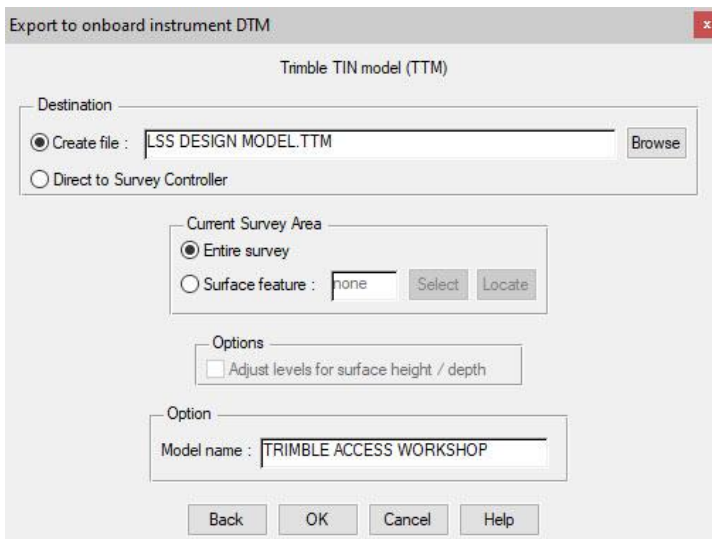 Export to onboard instrument DTM
x
Trimble TIN model (TTM)
Destination
Create file : LSS DESIGN MODEL.TTM Browse
Direct to Survey Controller
Current Survey Area
Entire survey
Surface feature : none Select Locate
Options
Adjust levels for surface height / depth
Option
Model name : TRIMBLE ACCESS WORKSHOP
Back OK Cancel Help